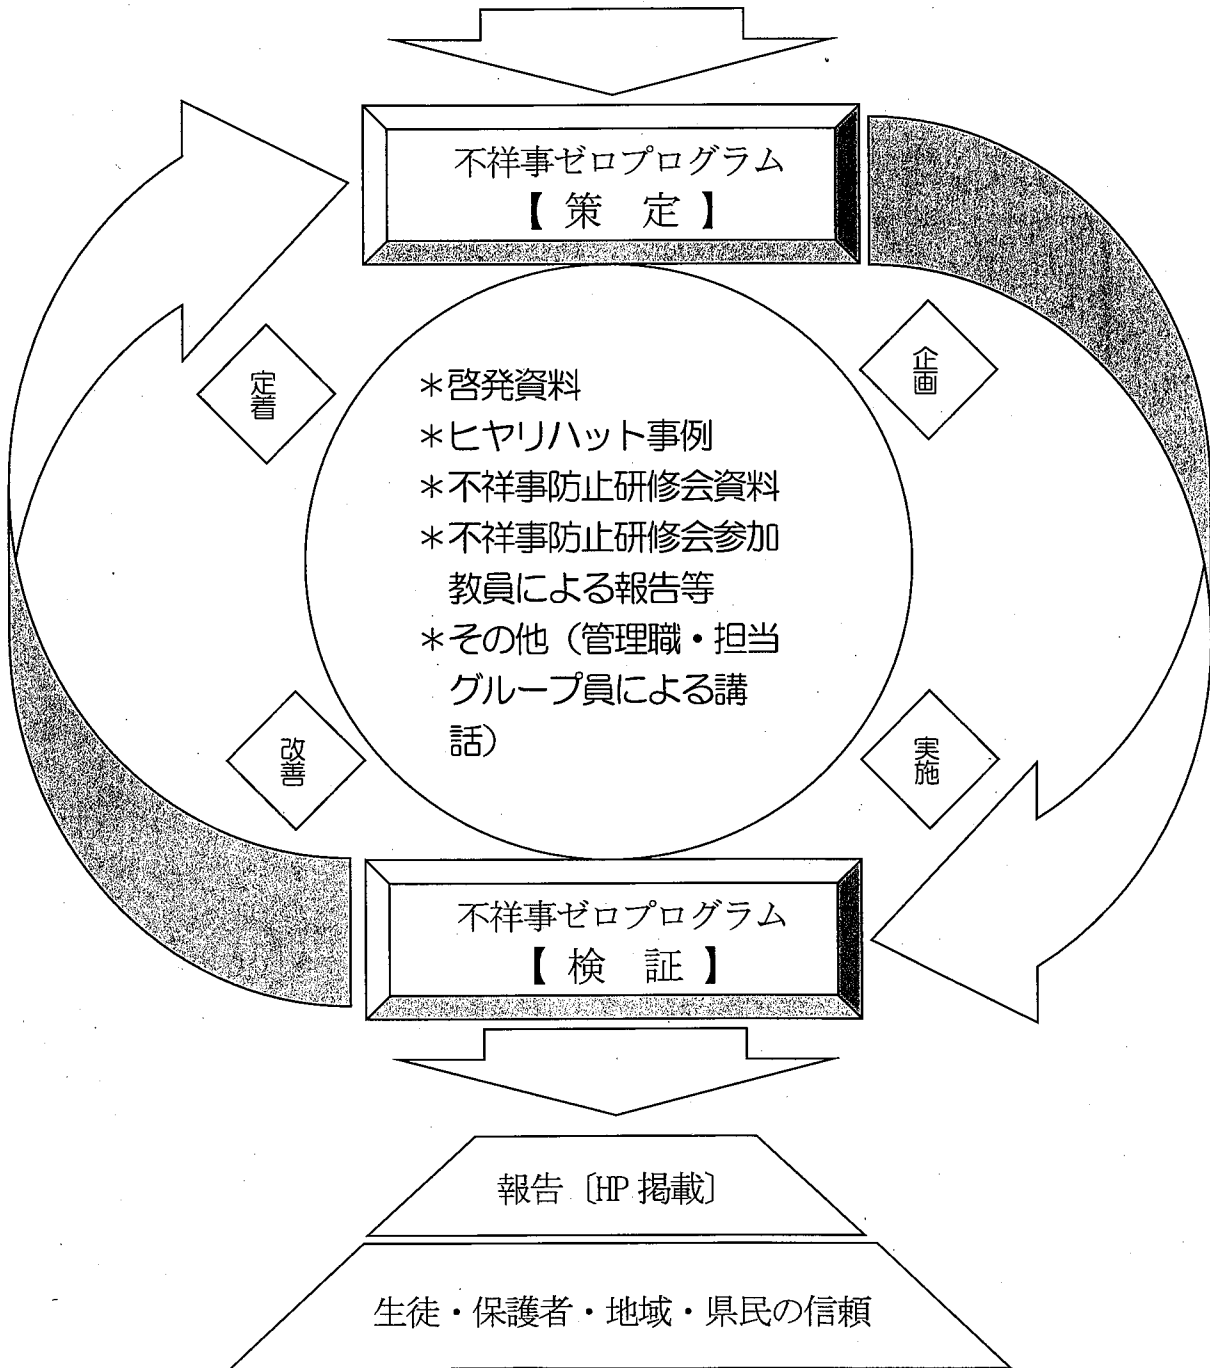 不祥事ゼロプログラム
【 策 定 】
定着
企画
＊啓発資料
＊ヒヤリハット事例
＊不祥事防止研修会資料
＊不祥事防止研修会参加
教員による報告等
＊その他（管理職・担当
グループ員による講
話）
改善
実施
不祥事ゼロプログラム
【 検 証 】
報告〔HP 掲載〕
生徒・保護者・地域・県民の信頼